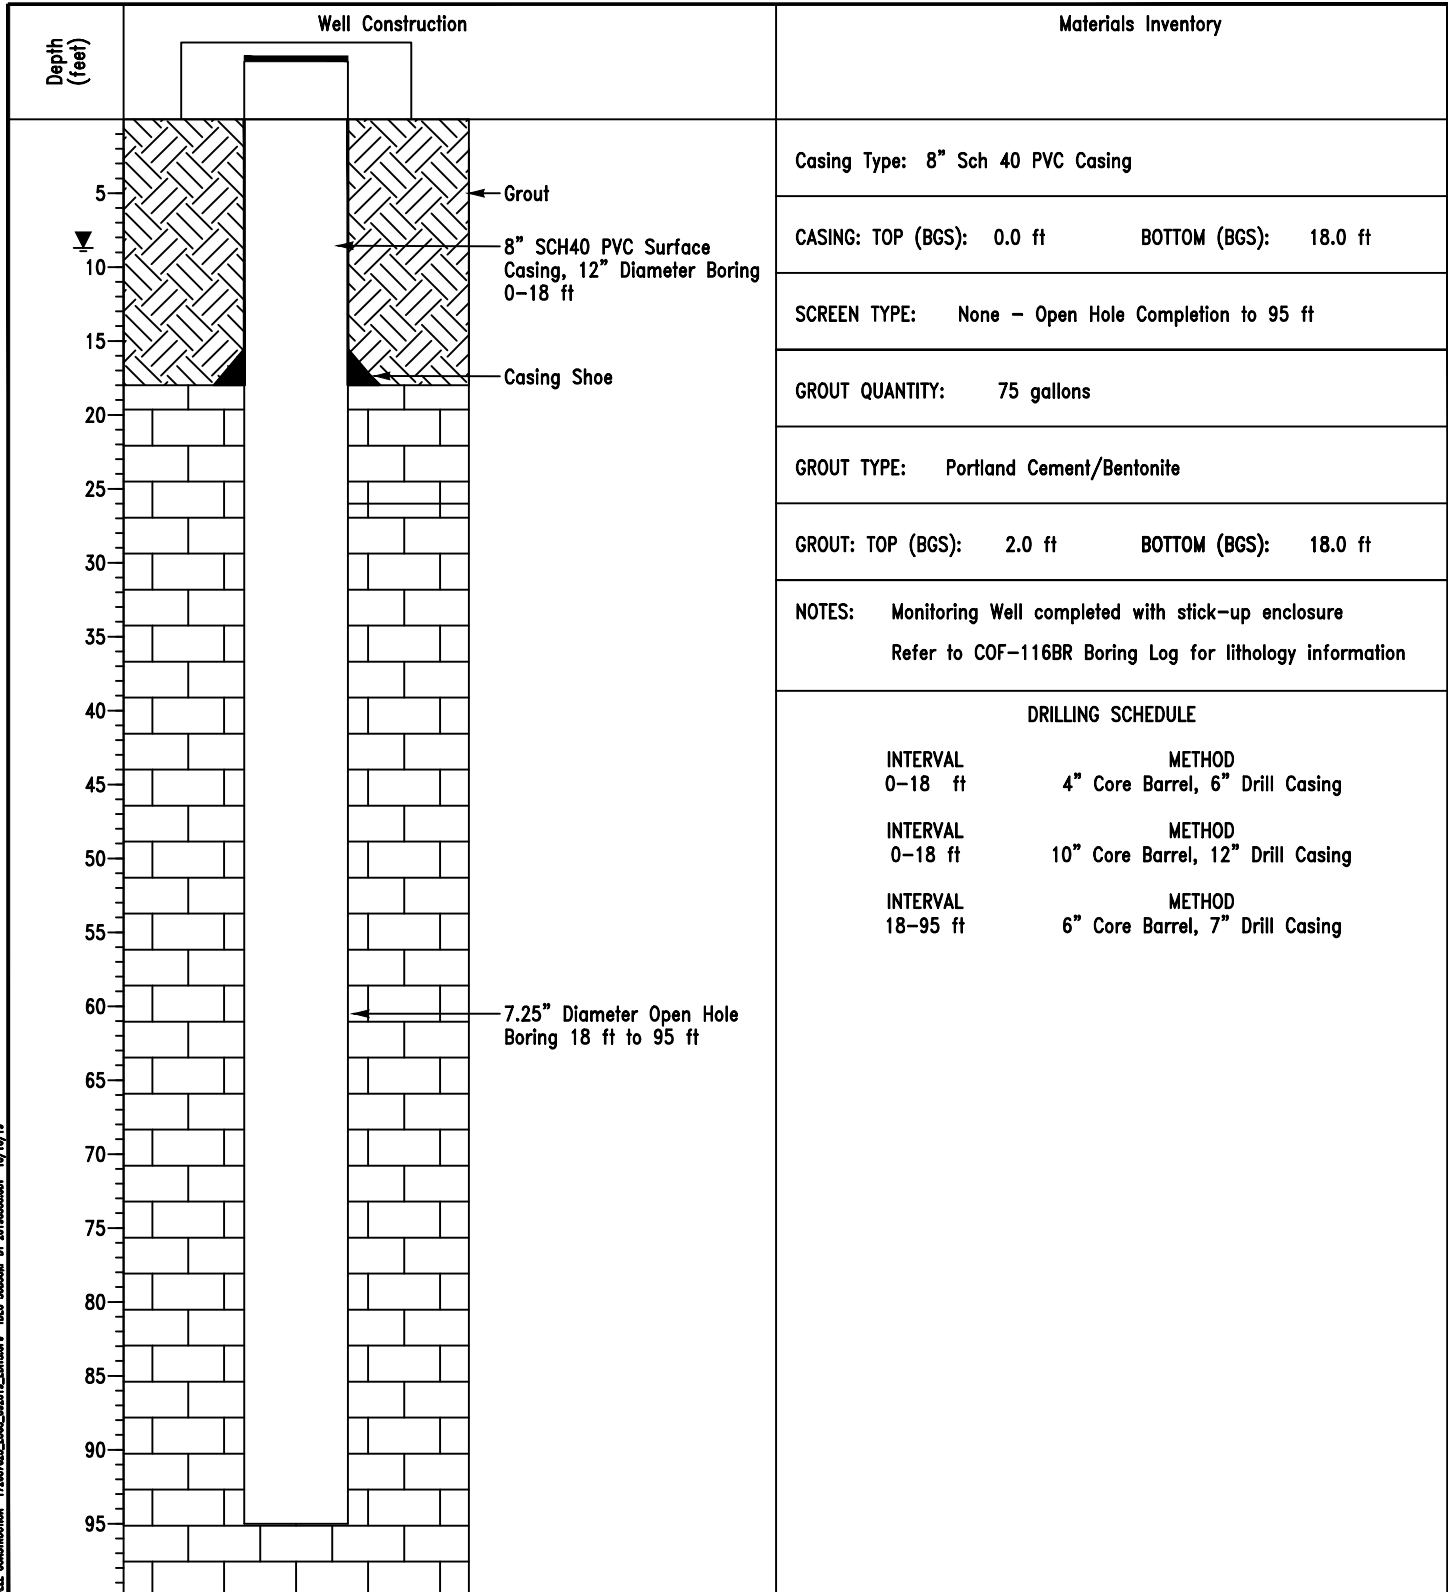 Well Construction
Materials Inventory
Depth
(feet)
Casing Type: 8” Sch 40 PVC Casing
5
Grout
CASING: TOP (BGS): 0.0 ft BOTTOM (BGS): 18.0 ft
8” SCH40 PVC Surface
Casing, 12” Diameter Boring
0–18 ft
10
SCREEN TYPE: None – Open Hole Completion to 95 ft
15
Casing Shoe
GROUT QUANTITY: 75 gallons
20
GROUT TYPE: Portland Cement/Bentonite
25
GROUT: TOP (BGS): 2.0 ft BOTTOM (BGS): 18.0 ft
30
NOTES: Monitoring Well completed with stick–up enclosure
35
Refer to COF–116BR Boring Log for lithology information
40
DRILLING SCHEDULE
INTERVAL METHOD
0–18 ft 4” Core Barrel, 6” Drill Casing
45
INTERVAL METHOD
0–18 ft 10” Core Barrel, 12” Drill Casing
50
INTERVAL METHOD
18–95 ft 6” Core Barrel, 7” Drill Casing
55
60
7.25” Diameter Open Hole
Boring 18 ft to 95 ft
65
70
75
80
85
90
95